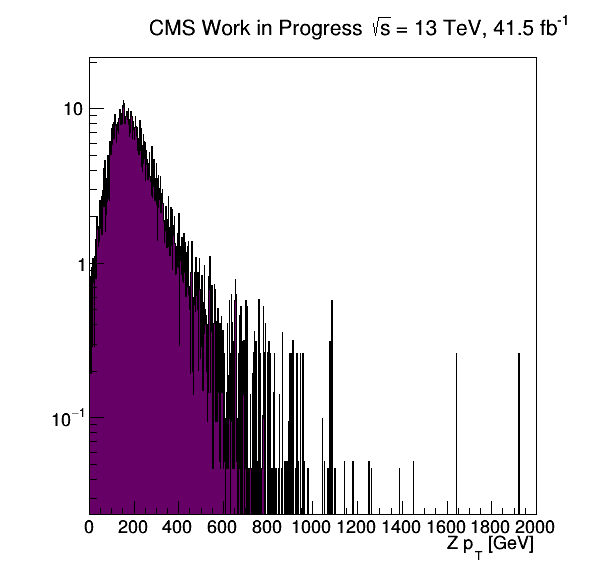 CMS Work in Progress √s = 13 TeV, 41.5 fb⁻¹
10
1
10⁻¹
0 200 400 600 800 1000 1200 1400 1600 1800 2000
Z p_T [GeV]